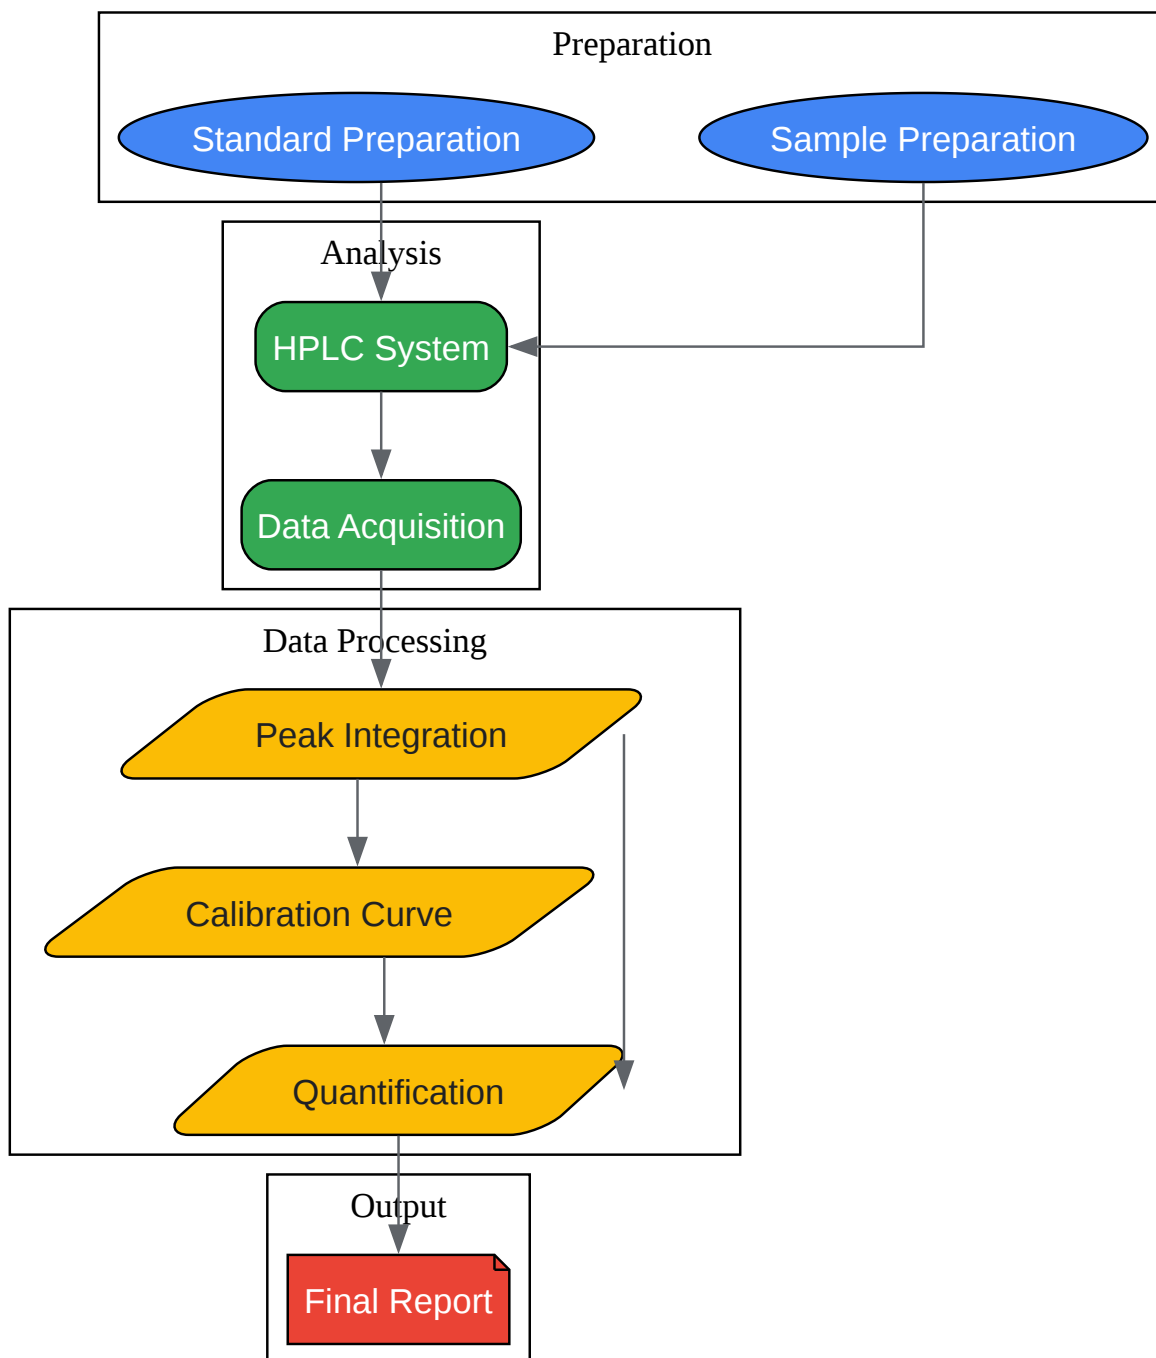 Preparation
Standard Preparation
Sample Preparation
Analysis
HPLC System
Data Acquisition
Data Processing
Peak Integration
Calibration Curve
Quantification
Output
Final Report